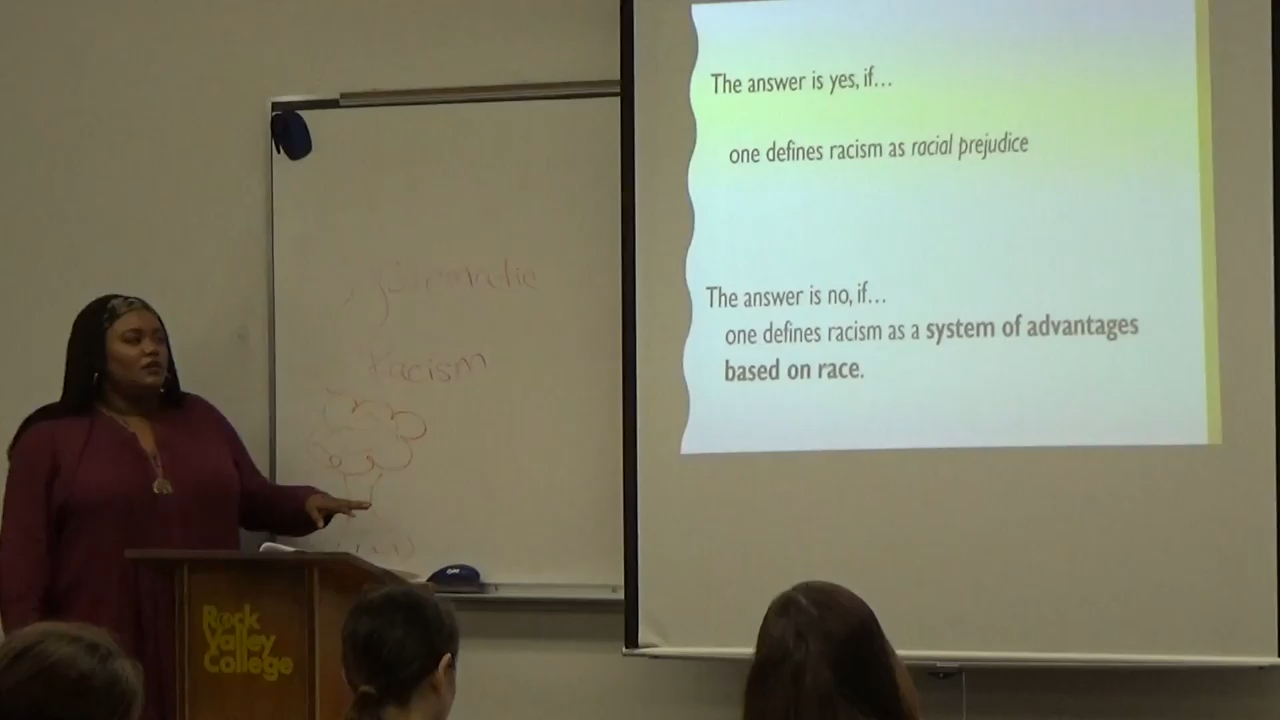 The answer is yes, if…
one defines racism as racial prejudice
The answer is no, if…
one defines racism as a system of advantages
based on race.
racism
Rock
Valley
College